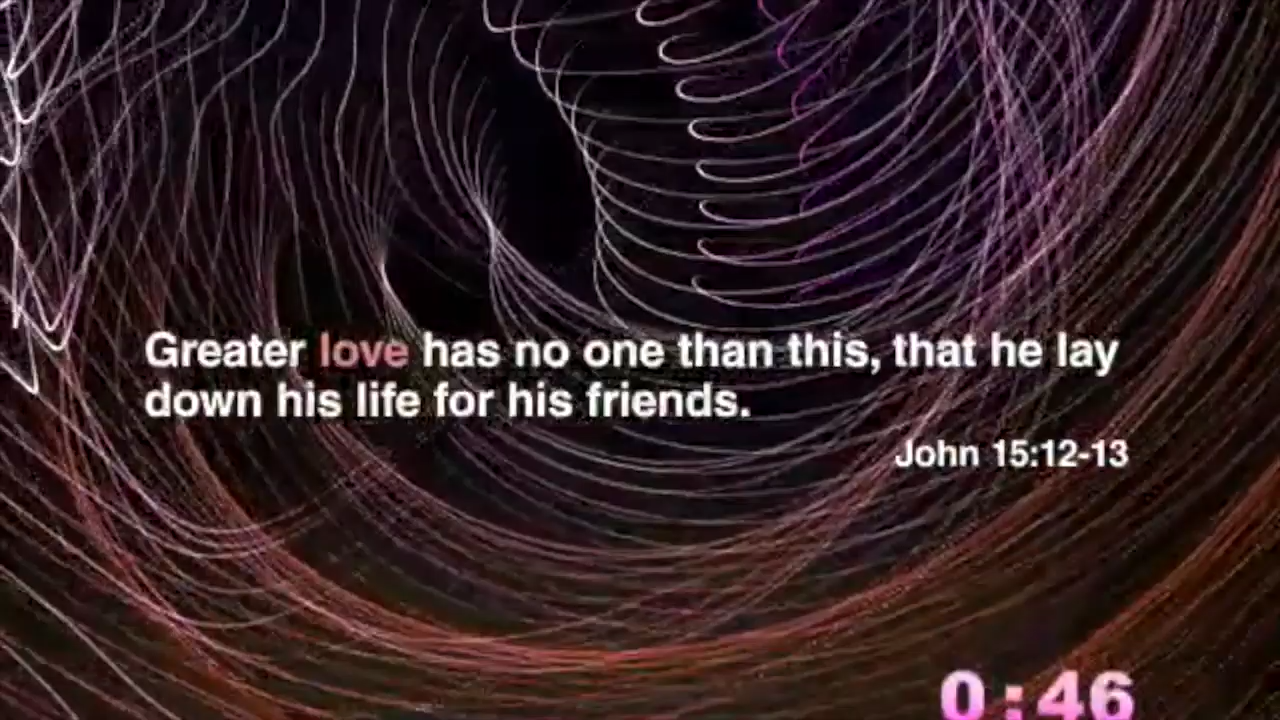 Greater love has no one than this, that he lay
down his life for his friends.
John 15:12-13
0:46